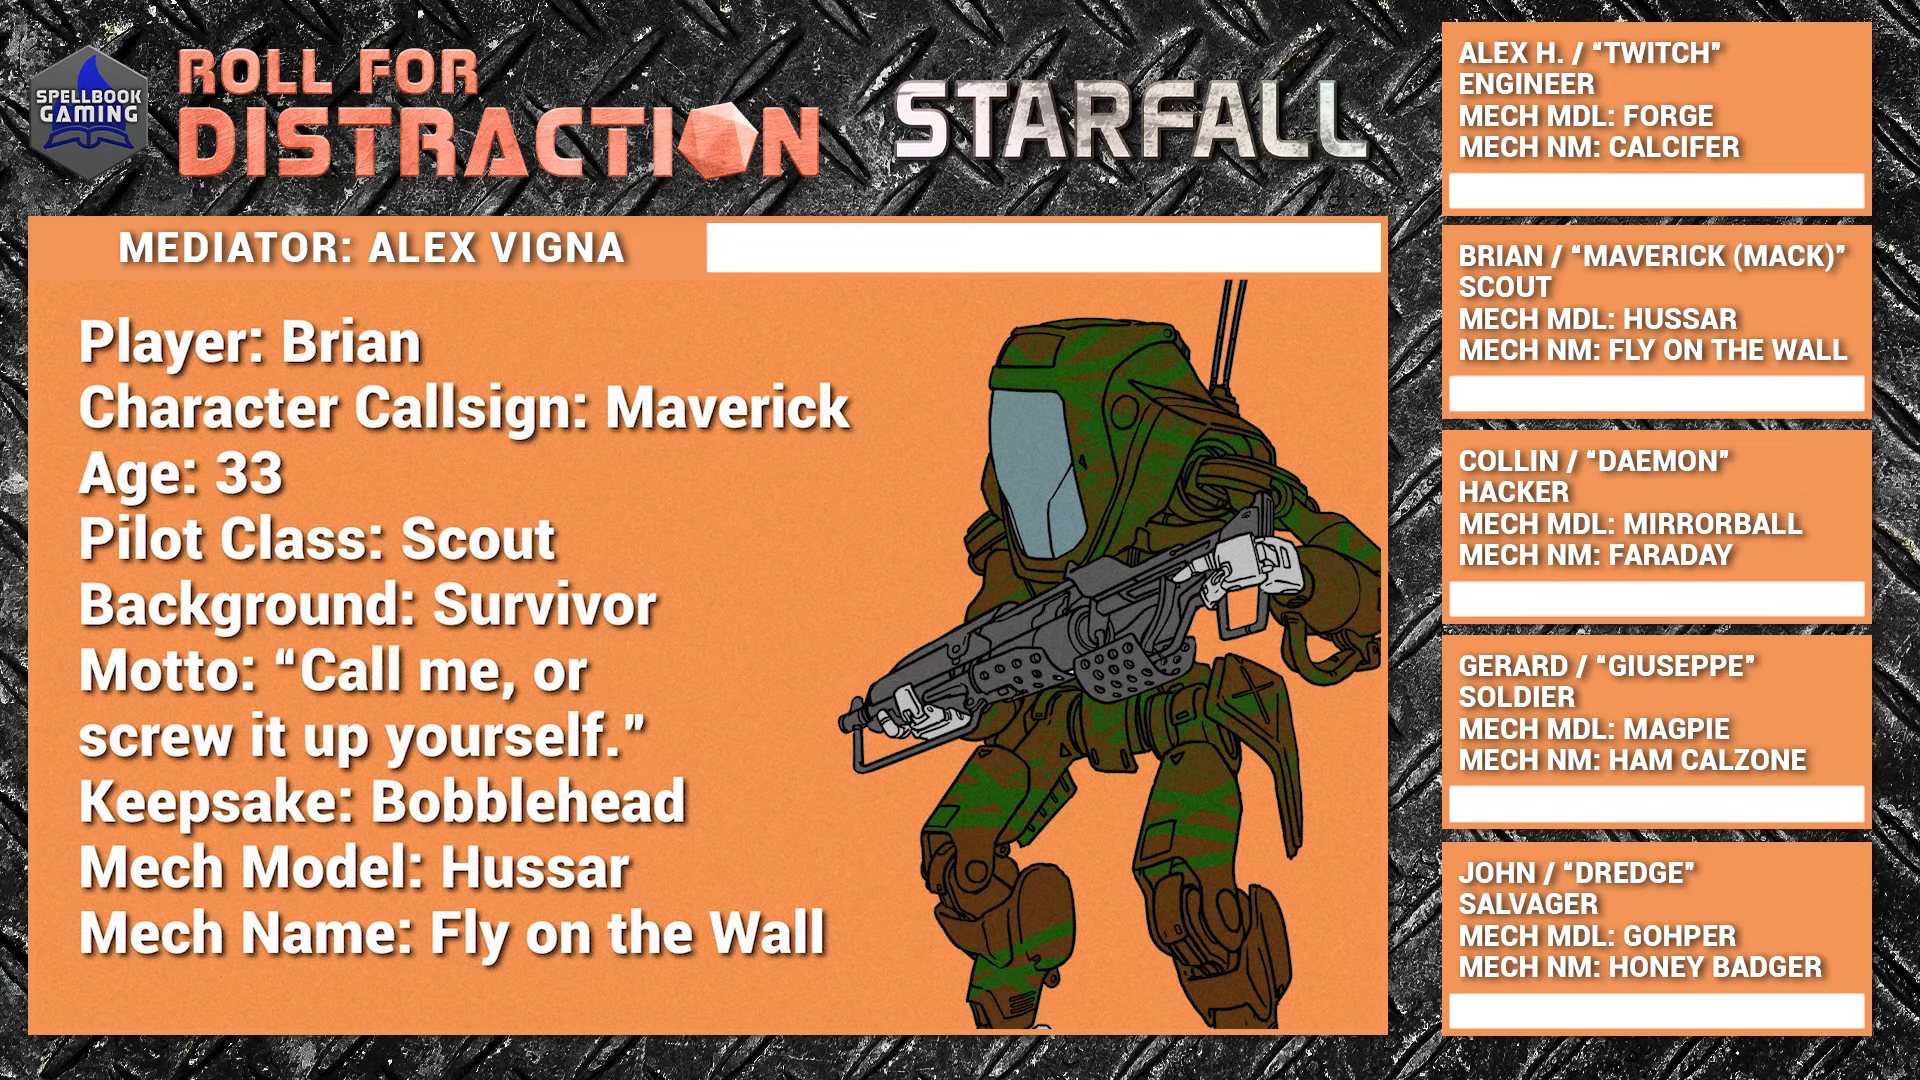 SPELLBOOK
GAMING
ROLL FOR
DISTRACTION
STARFALL
MEDIATOR: ALEX VIGNA
Player: Brian
Character Callsign: Maverick
Age: 33
Pilot Class: Scout
Background: Survivor
Motto: “Call me, or
screw it up yourself.”
Keepsake: Bobblehead
Mech Model: Hussar
Mech Name: Fly on the Wall
ALEX H. / “TWITCH”
ENGINEER
MECH MDL: FORGE
MECH NM: CALCIFER
BRIAN / “MAVERICK (MACK)”
SCOUT
MECH MDL: HUSSAR
MECH NM: FLY ON THE WALL
COLLIN / “DAEMON”
HACKER
MECH MDL: MIRRORBALL
MECH NM: FARADAY
GERARD / “GIUSEPPE”
SOLDIER
MECH MDL: MAGPIE
MECH NM: HAM CALZONE
JOHN / “DREDGE”
SALVAGER
MECH MDL: GOHPER
MECH NM: HONEY BADGER